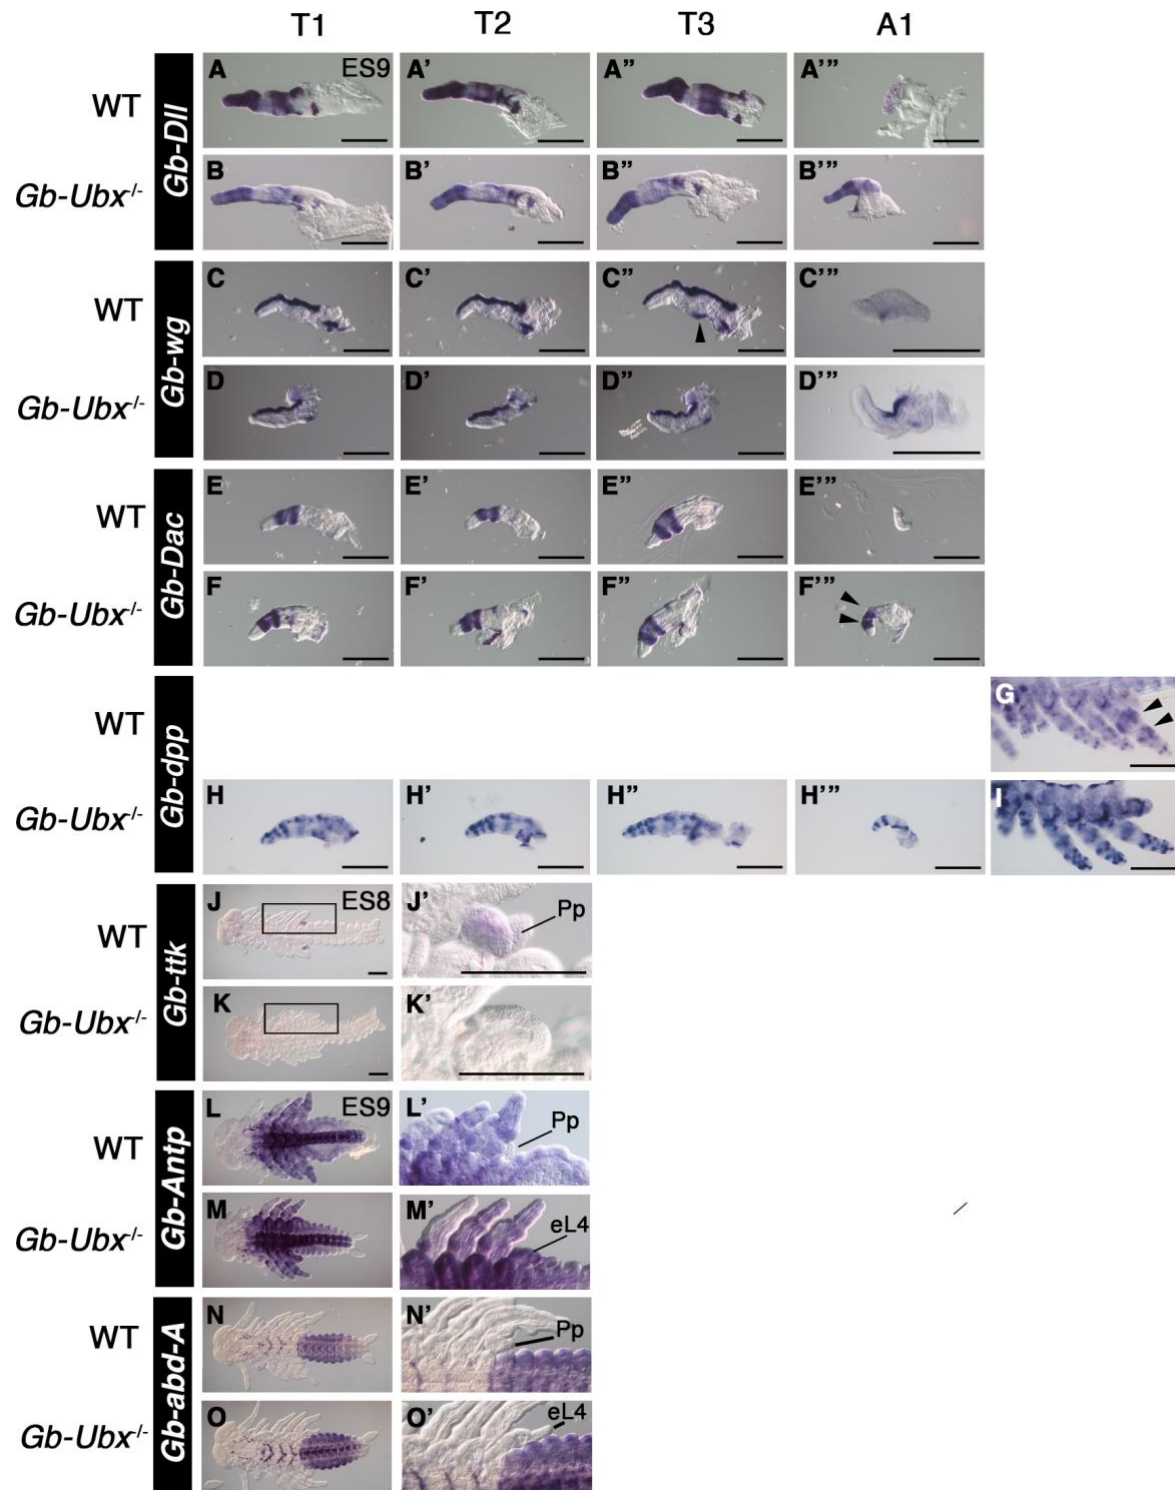 T1 T2 T3 A1
WT Gb-Dll A ES9 A' A" A'"
Gb-Ubx-/- B B' B" B'"
WT Gb-wg C C' C" C'"
Gb-Ubx-/- D D' D" D'"
WT Gb-Dac E E' E" E'"
Gb-Ubx-/- F F' F" F'"
WT Gb-dpp G
Gb-Ubx-/- H H' H" H'" I
WT Gb-ttk J ES8 J' Pp
Gb-Ubx-/- K K'
WT Gb-Antp L ES9 L' Pp
Gb-Ubx-/- M M' eL4
WT Gb-abd-A N N' Pp
Gb-Ubx-/- O O' eL4